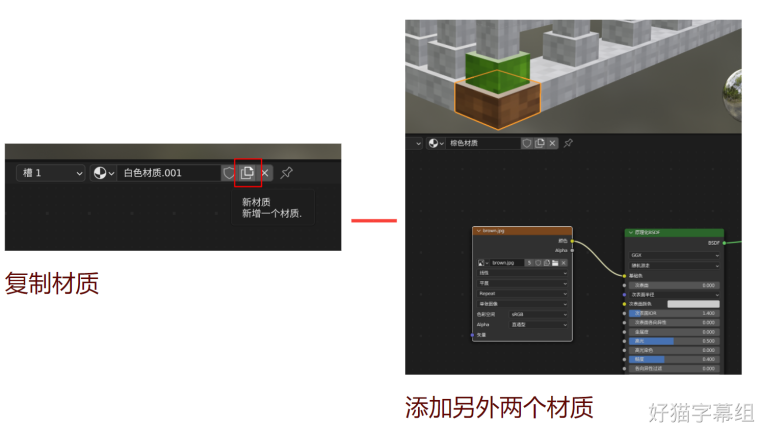 槽 1
白色材质.001
新材质
新增一个材质.
复制材质
棕色材质
brown.jpg
颜色
Alpha
brown.jpg
5
线性
平直
Repeat
单张图像
色彩空间
sRGB
Alpha
直通型
矢量
原理化BSDF
BSDF
GGX
随机游走
基础色
次表面
0.000
次表面半径
次表面颜色
次表面IOR
1.400
次表面各向异性
0.000
金属度
0.000
高光
0.500
高光染色
0.000
糙度
0.400
各向异性过滤
0.000
添加另外两个材质
好猫字幕组